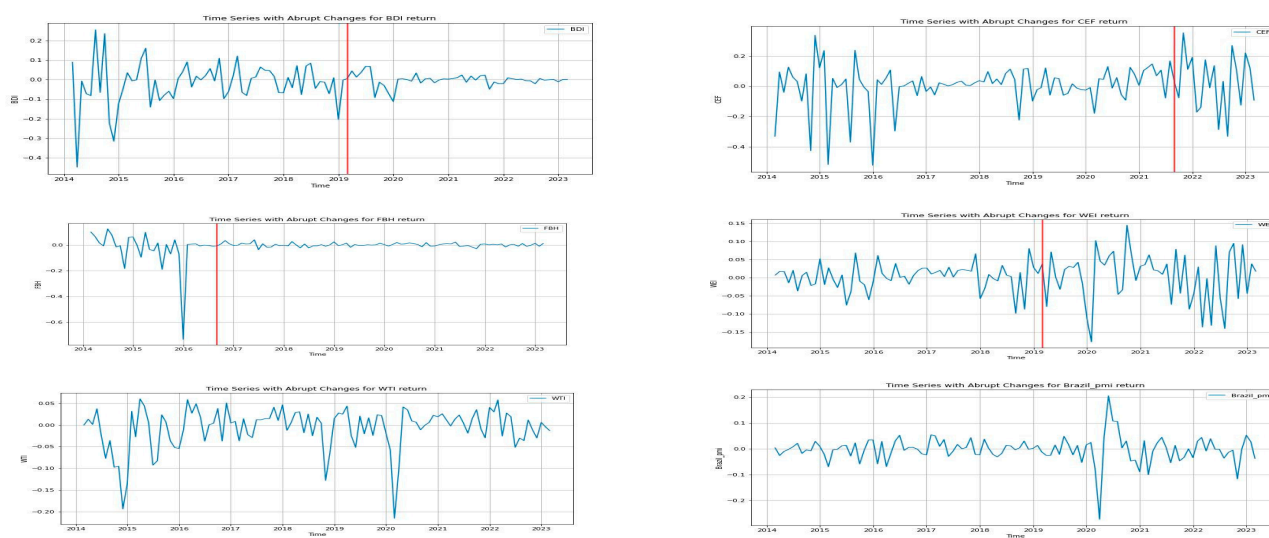 Time Series with Abrupt Changes for BDI return
BDI
0.2
0.1
0.0
−0.1
−0.2
−0.3
−0.4
BDI
2014 2015 2016 2017 2018 2019 2020 2021 2022 2023
Time
Time Series with Abrupt Changes for CEF return
CEF
0.2
0.0
−0.2
−0.4
CEF
2014 2015 2016 2017 2018 2019 2020 2021 2022 2023
Time
Time Series with Abrupt Changes for FBH return
FBH
0.0
−0.2
−0.4
−0.6
FBH
2014 2015 2016 2017 2018 2019 2020 2021 2022 2023
Time
Time Series with Abrupt Changes for WEI return
WE
0.15
0.10
0.05
0.00
−0.05
−0.10
−0.15
WEI
2014 2015 2016 2017 2018 2019 2020 2021 2022 2023
Time
Time Series with Abrupt Changes for WTI return
WTI
0.05
0.00
−0.05
−0.10
−0.15
−0.20
WTI
2014 2015 2016 2017 2018 2019 2020 2021 2022 2023
Time
Time Series with Abrupt Changes for Brazil_pmi return
Brazil_pm
0.2
0.1
0.0
−0.1
−0.2
Brazil_pmi
2014 2015 2016 2017 2018 2019 2020 2021 2022 2023
Time